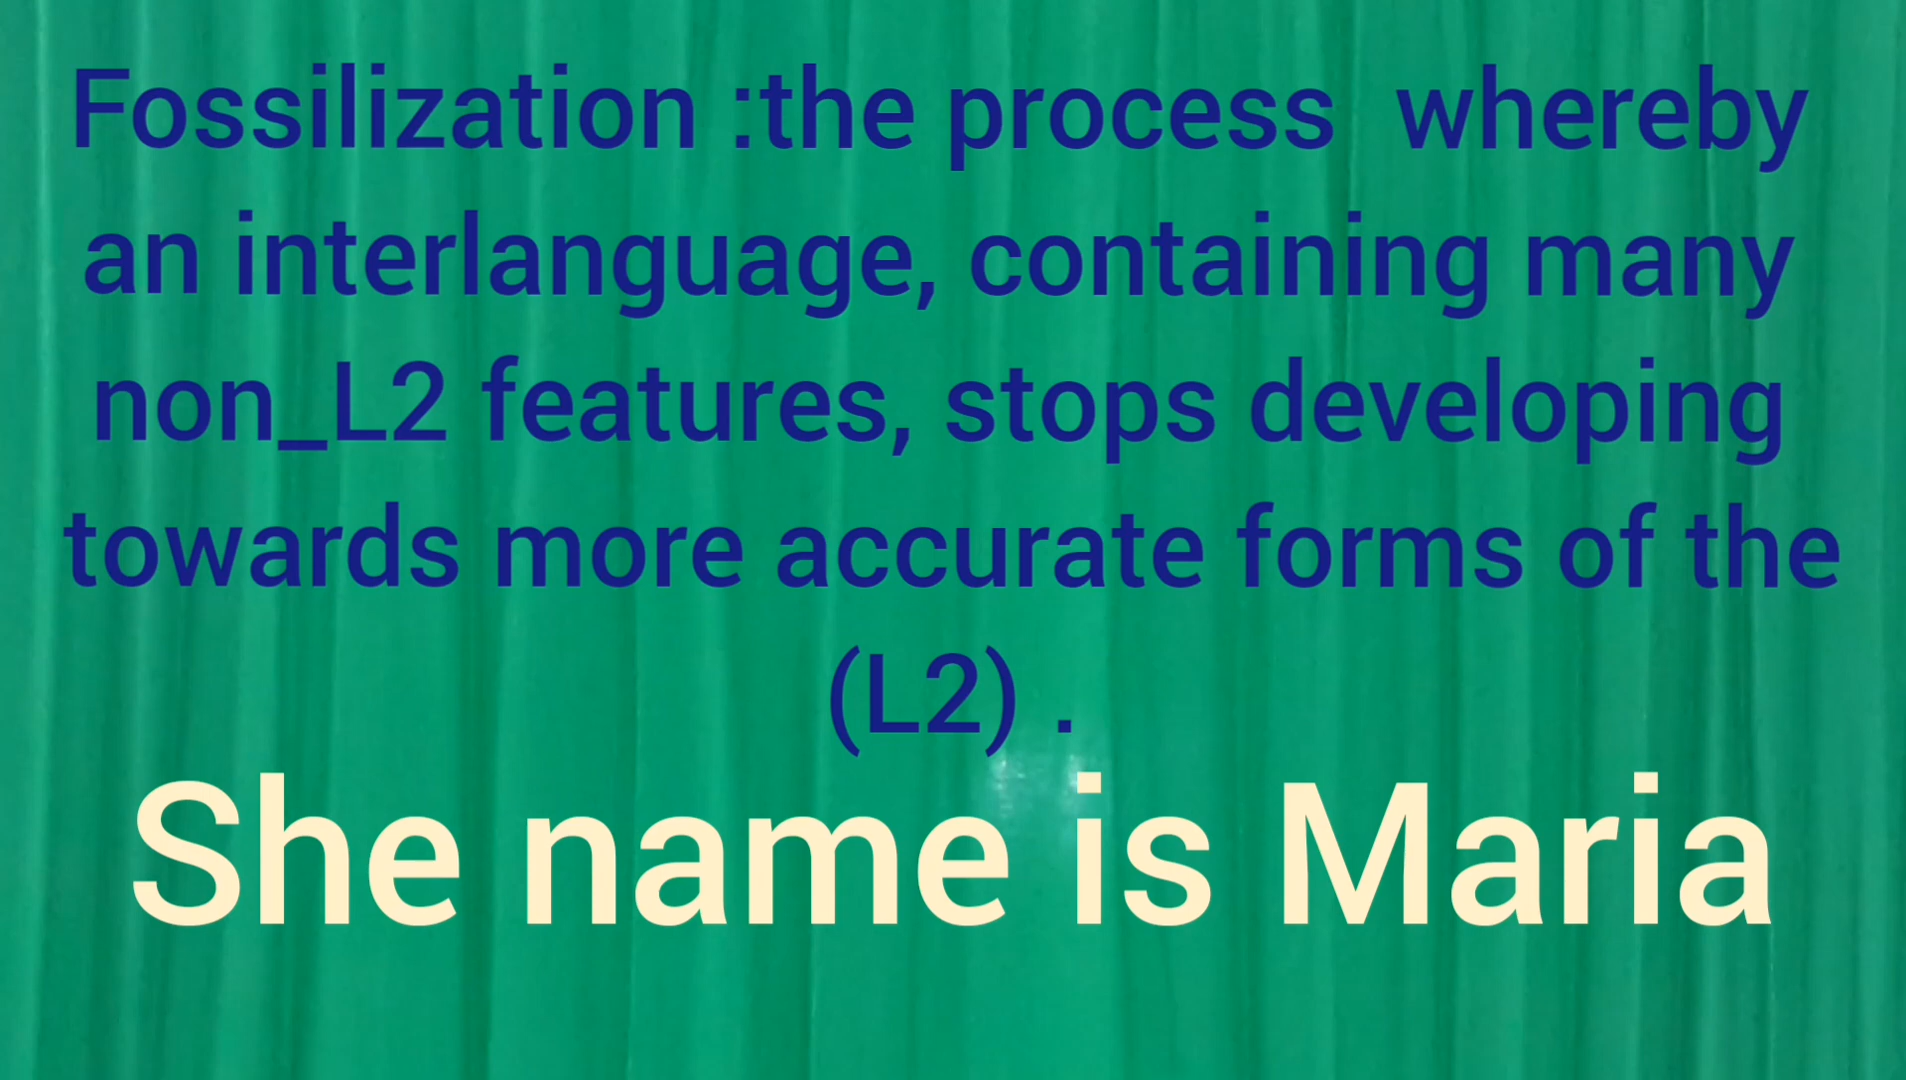 Fossilization :the process  whereby
an interlanguage, containing many
non_L2 features, stops developing
towards more accurate forms of the
(L2) .
She name is Maria